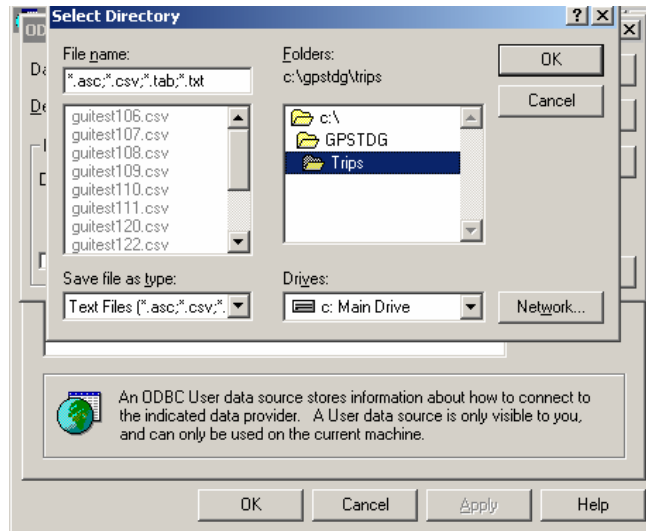 Select Directory
OD
File name:
Folders:
OK
Da
*.asc;*.csv;*.tab;*.txt
c:\gpstdg\trips
Cancel
De
guitest106.csv
guitest107.csv
guitest108.csv
guitest109.csv
guitest110.csv
guitest111.csv
guitest120.csv
guitest122.csv
c:\
GPSTDG
Trips
Save file as type:
Drives:
Text Files (*.asc;*.csv;*.
c: Main Drive
Network...
An ODBC User data source stores information about how to connect to
the indicated data provider. A User data source is only visible to you,
and can only be used on the current machine.
OK
Cancel
Apply
Help